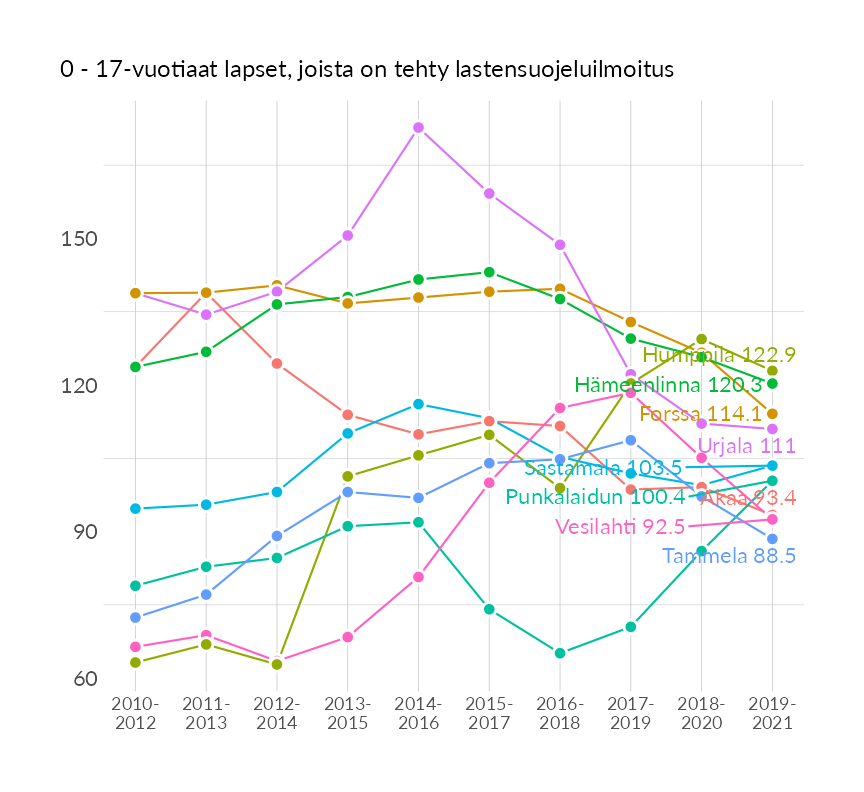 0 - 17-vuotiaat lapset, joista on tehty lastensuojeluilmoitus
150
120
90
60
Humppila 122.9
Hämeenlinna 120.3
Forssa 114.1
Urjala 111
Sastamala 103.5
Punkalaidun 100.4
Akaa 93.4
Vesilahti 92.5
Tammela 88.5
2010-
2012
2011-
2013
2012-
2014
2013-
2015
2014-
2016
2015-
2017
2016-
2018
2017-
2019
2018-
2020
2019-
2021